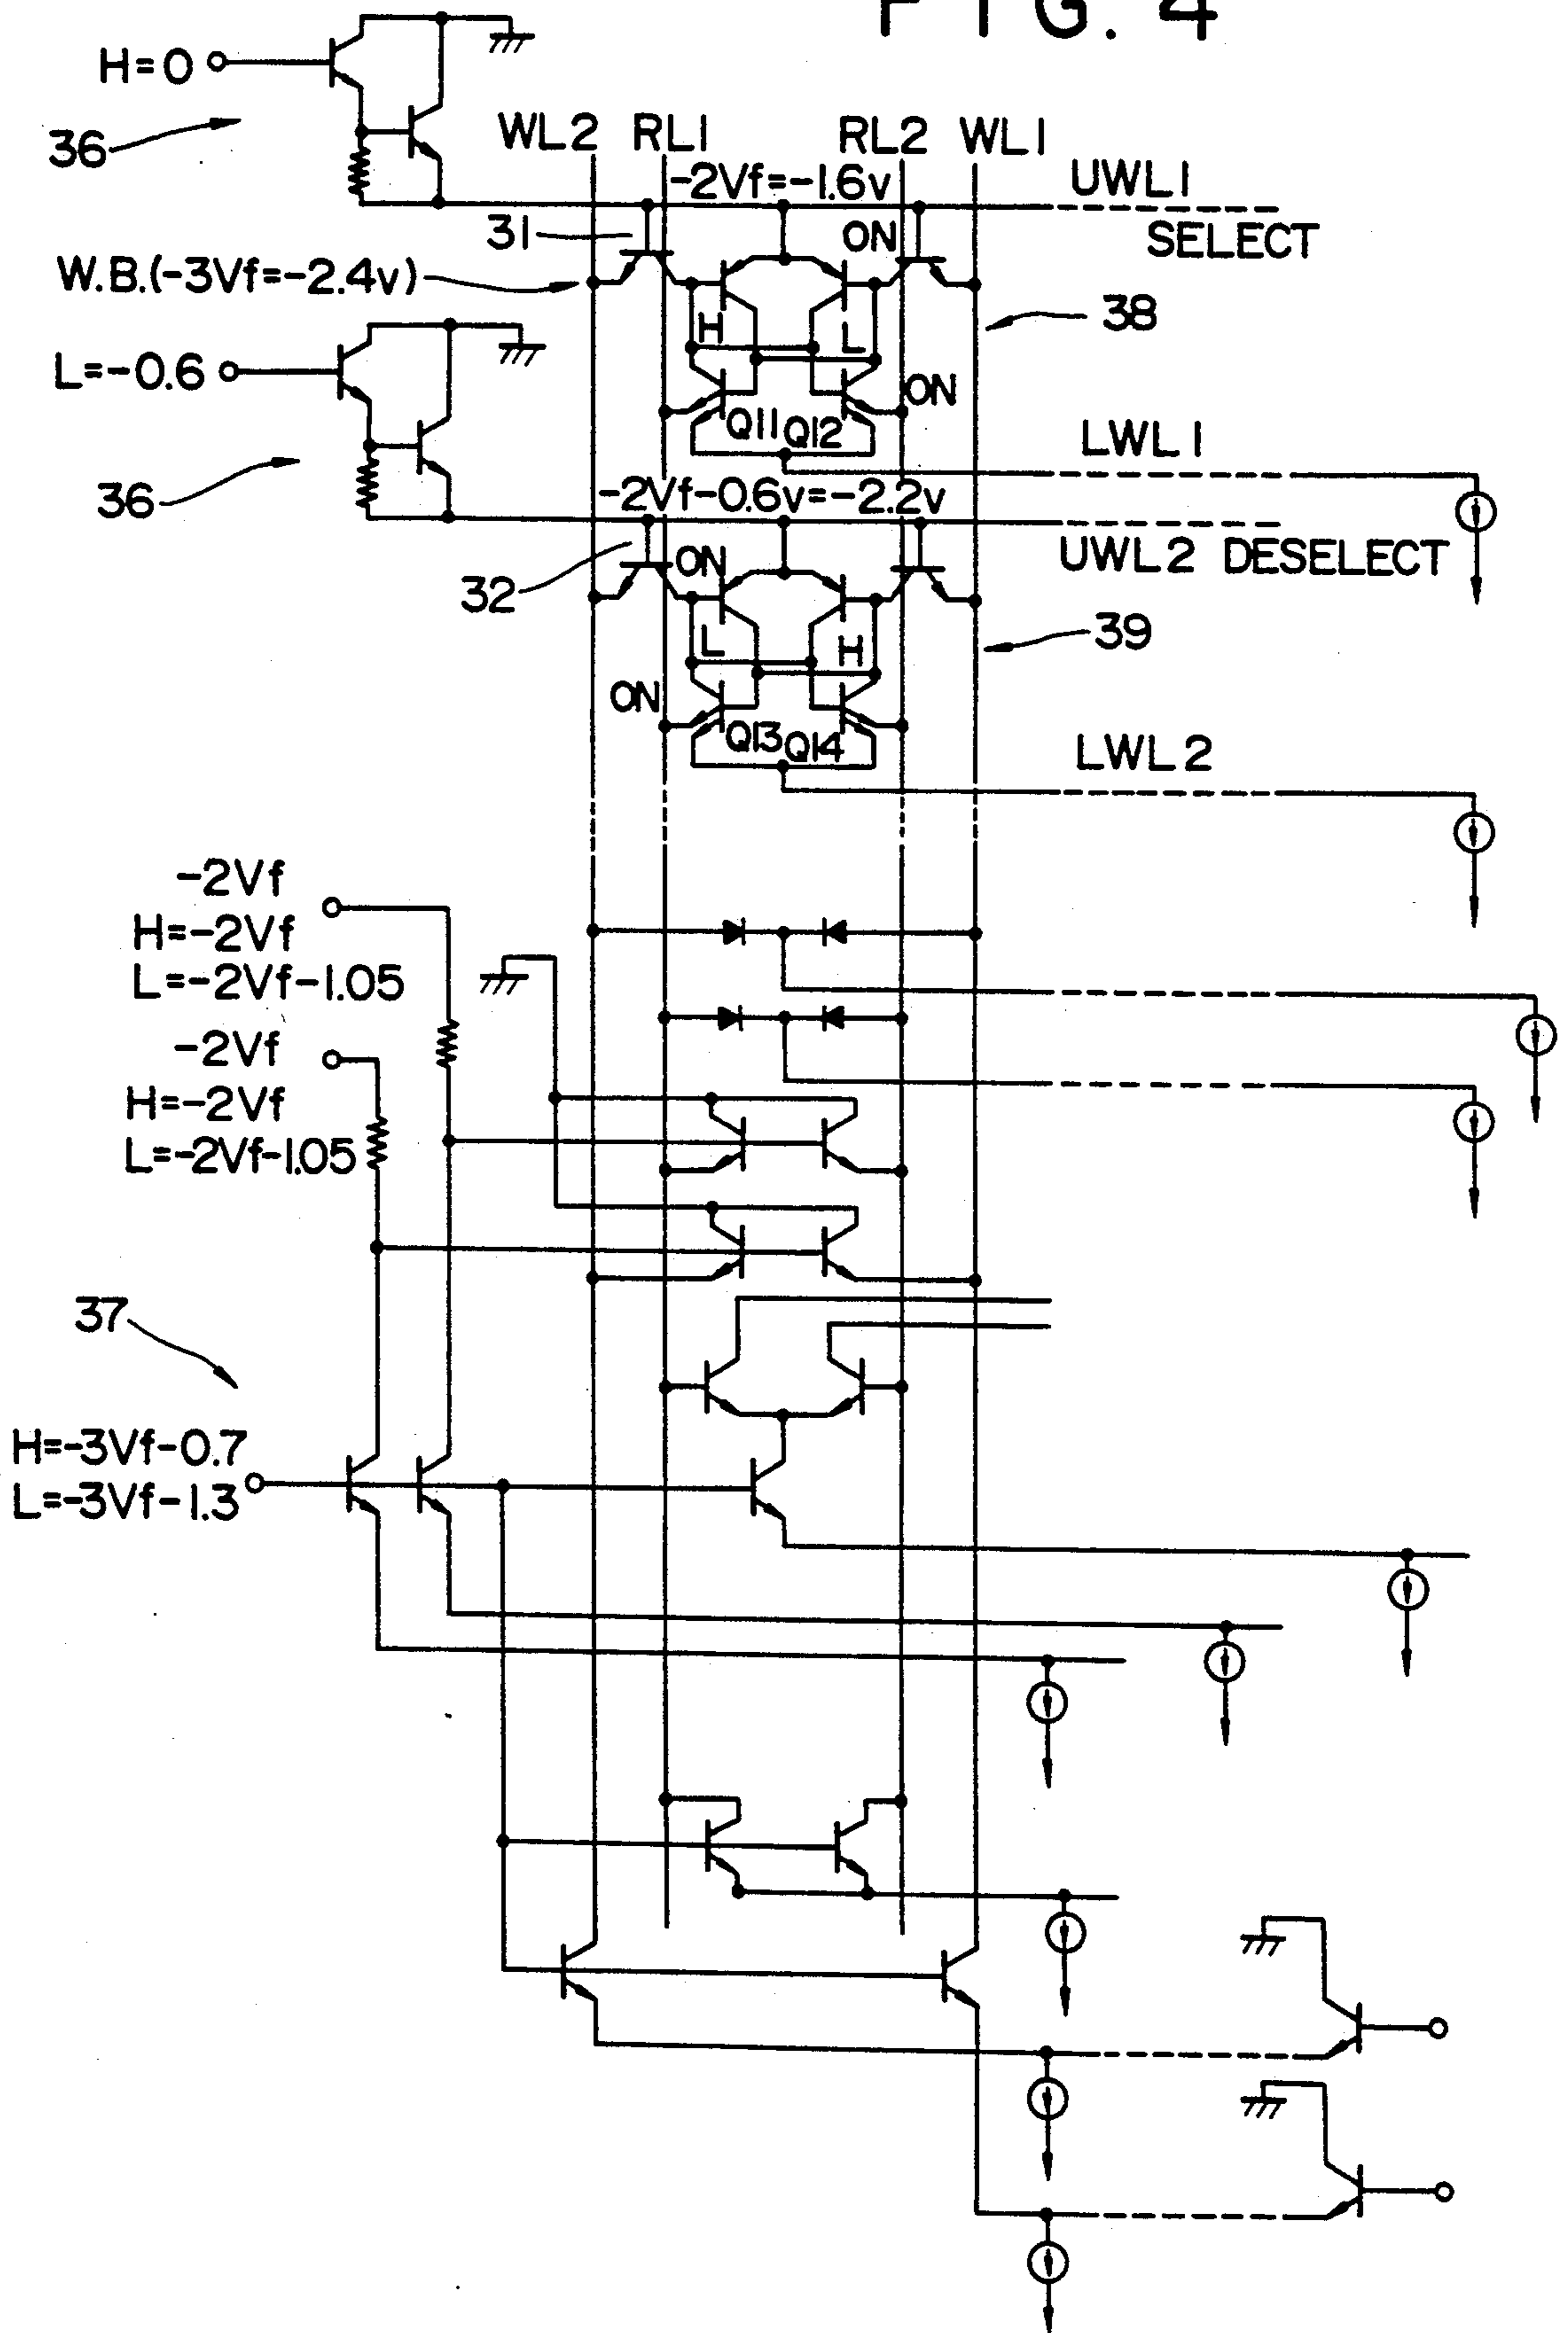 FIG. 4
H=0
36
WL2 RL1 RL2 WL1
-2Vf=-1.6v
UWL1
SELECT
31
ON
W.B.(-3Vf=-2.4v)
38
H
L
L=-0.6
ON
Q11 Q12
LWL1
36
-2Vf-0.6v=-2.2v
UWL2 DESELECT
ON
32
39
L
H
ON
Q13 Q14
LWL2
-2Vf
H=-2Vf
L=-2Vf-1.05
-2Vf
H=-2Vf
L=-2Vf-1.05
37
H=-3Vf-0.7
L=-3Vf-1.3